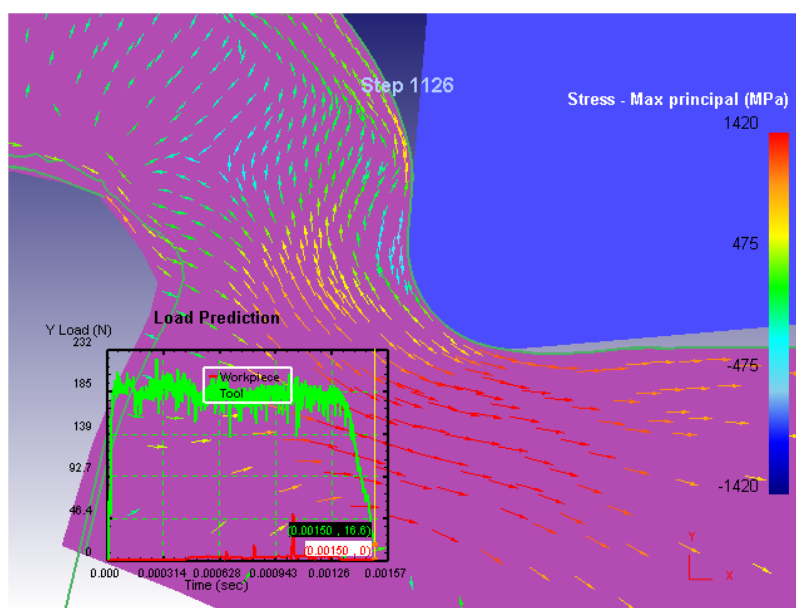 Step 1126
Stress - Max principal (MPa)
1420
475
-475
-1420
Load Prediction
Y Load (N)
232
185
139
92.7
46.4
0
Workpiece
Tool
(0.00150 , 16.6)
(0.00150 , 0)
0.000 0.000314 0.000628 0.000943 0.00126 0.00157
Time (sec)
Y
X